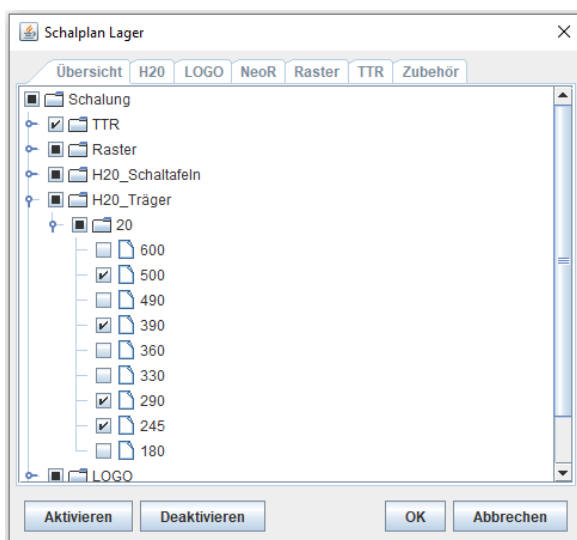 Schalplan Lager
Übersicht H20 LOGO NeoR Raster TTR Zubehör
Schalung
TTR
Raster
H20_Schaltafeln
H20_Träger
20
600
500
490
390
360
330
290
245
180
LOGO
Aktivieren Deaktivieren OK Abbrechen